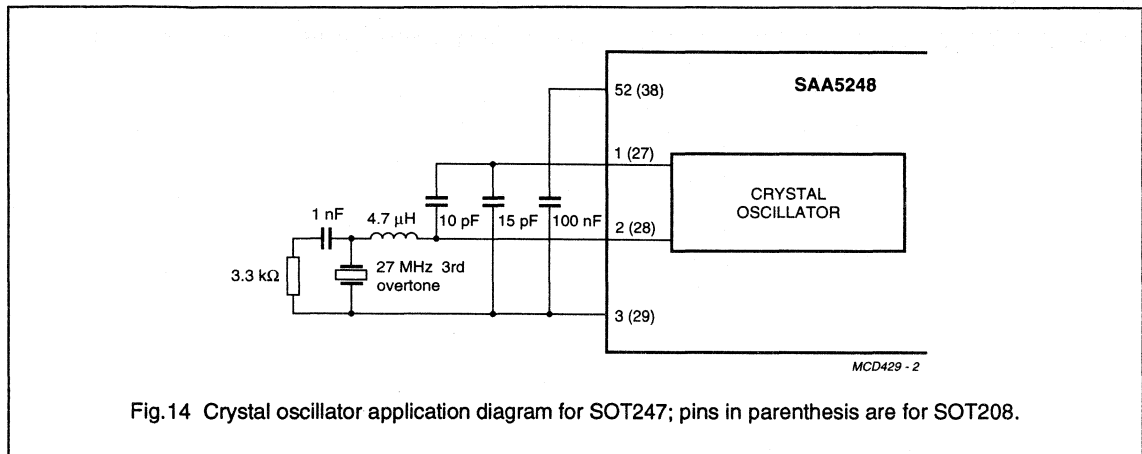 SAA5248
52 (38)
1 (27)
CRYSTAL
OSCILLATOR
1 nF
4.7 μH
10 pF
15 pF
100 nF
2 (28)
3.3 kΩ
27 MHz 3rd
overtone
3 (29)
MCD429 - 2
Fig.14 Crystal oscillator application diagram for SOT247; pins in parenthesis are for SOT208.